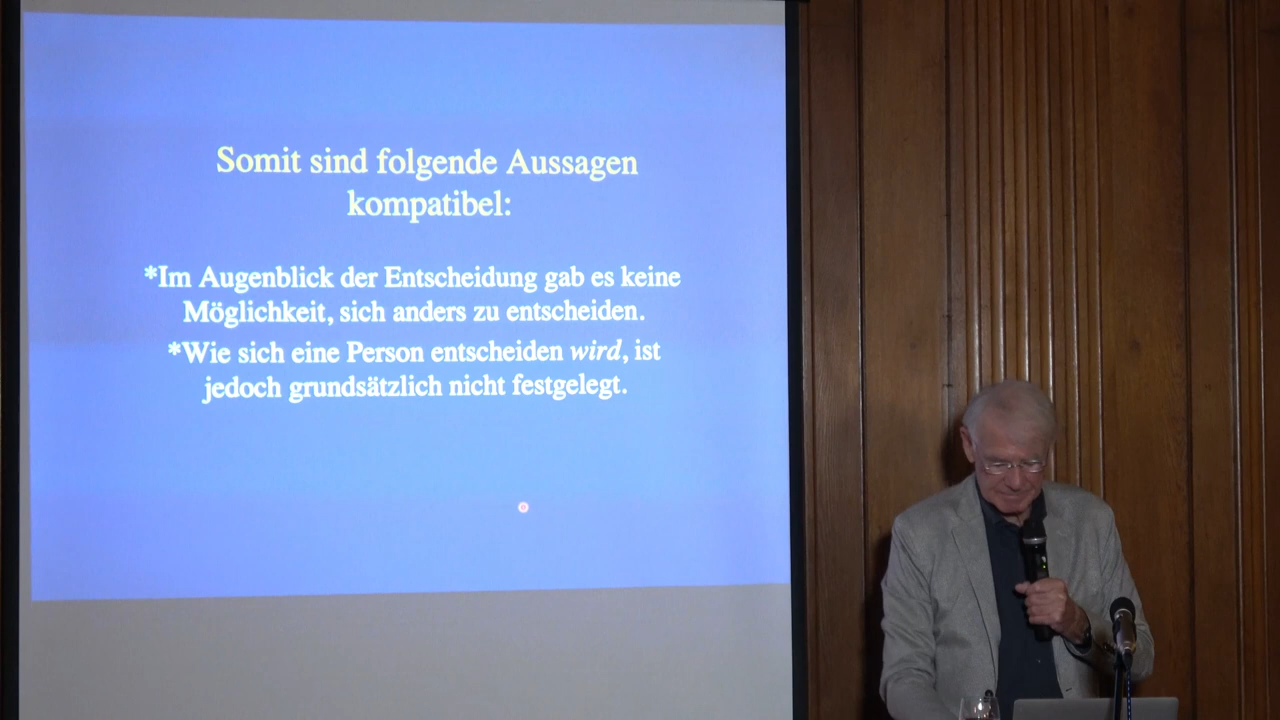 Somit sind folgende Aussagen
kompatibel:
*Im Augenblick der Entscheidung gab es keine
Möglichkeit, sich anders zu entscheiden.
*Wie sich eine Person entscheiden wird, ist
jedoch grundsätzlich nicht festgelegt.